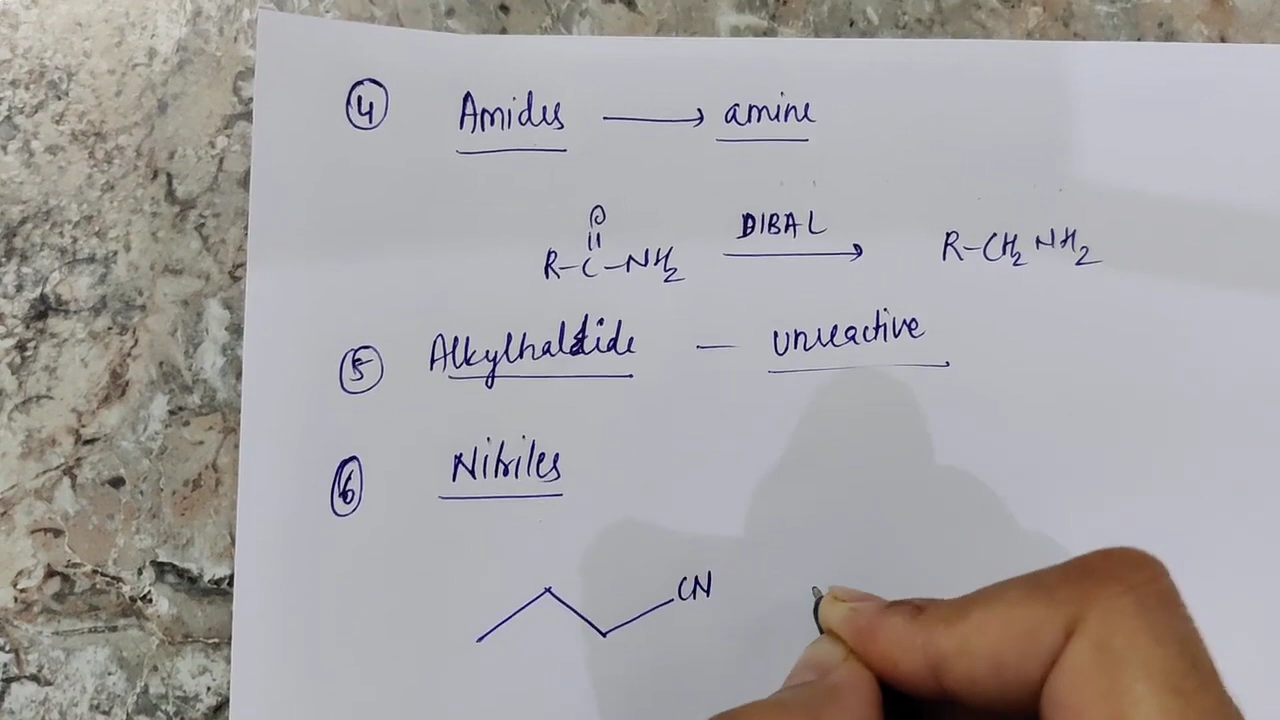 ④ Amides ⟶ amine
O
||
R-C-NH₂ DIBAL ⟶ R-CH₂NH₂
⑤ Alkylhalide — unreactive
⑥ Nitriles
CN